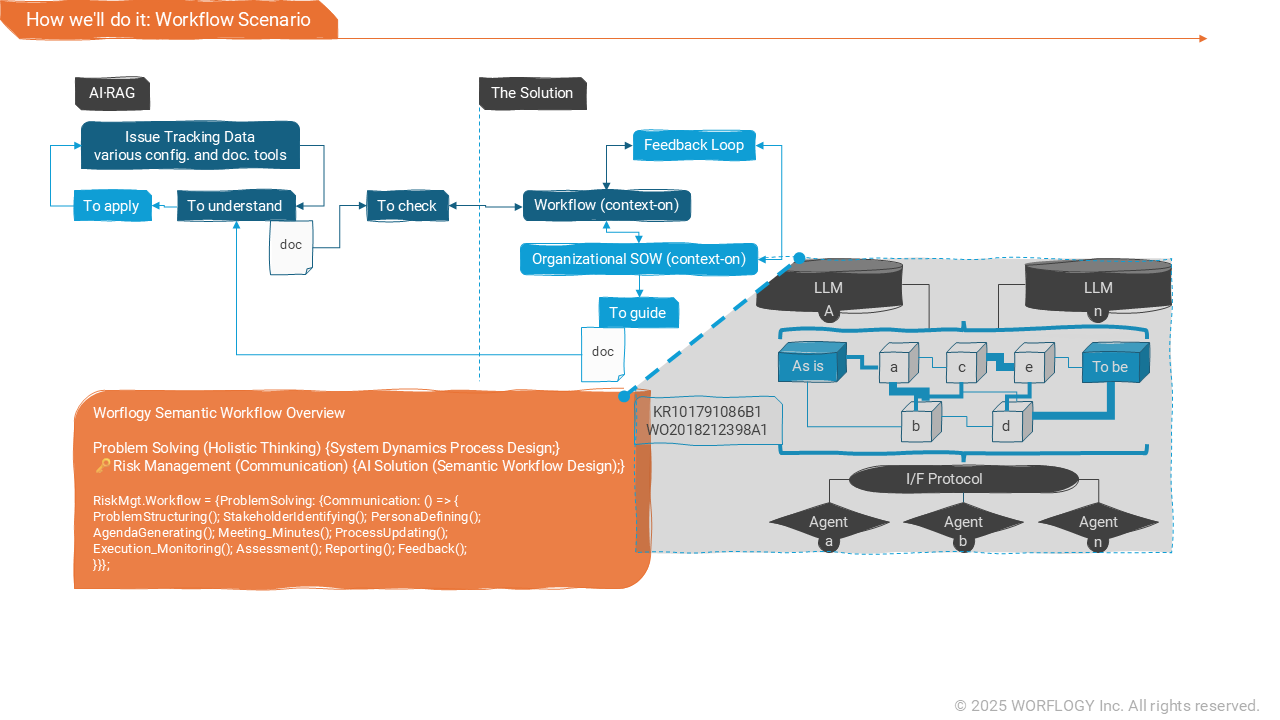 How we'll do it: Workflow Scenario
AI·RAG
The Solution
Issue Tracking Data
various config. and doc. tools
Feedback Loop
To apply
To understand
To check
Workflow (context-on)
doc
Organizational SOW (context-on)
To guide
doc
LLM
A
LLM
n
As is
a
c
e
To be
b
d
KR101791086B1
WO2018212398A1
I/F Protocol
Agent
a
Agent
b
Agent
n
Worflogy Semantic Workflow Overview
Problem Solving (Holistic Thinking) {System Dynamics Process Design;}
🔑Risk Management (Communication) {AI Solution (Semantic Workflow Design);}
RiskMgt.Workflow = {ProblemSolving: {Communication: () => {
ProblemStructuring(); StakeholderIdentifying(); PersonaDefining();
AgendaGenerating(); Meeting_Minutes(); ProcessUpdating();
Execution_Monitoring(); Assessment(); Reporting(); Feedback();
}}};
© 2025 WORFLOGY Inc. All rights reserved.